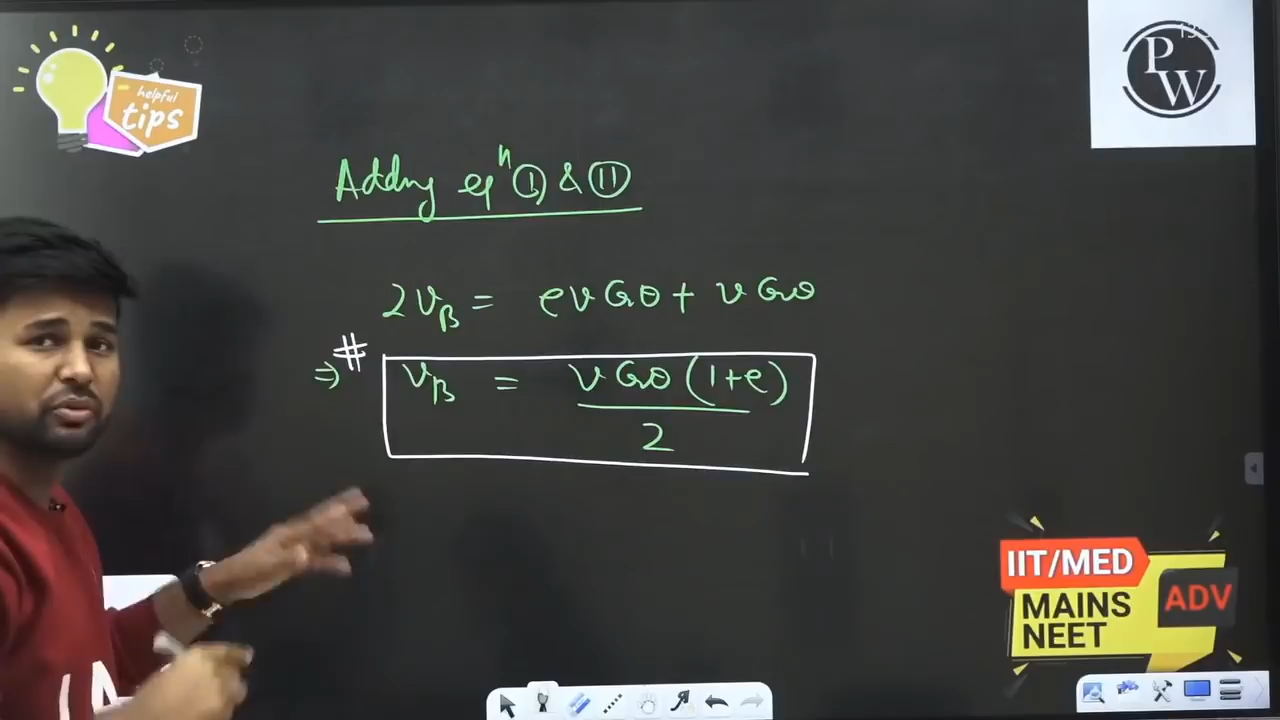 helpful
tips
PW
Adding eqⁿ ① & ⑪
2v_B = ev Cosθ + v Cosθ
⇒ # v_B = v Cosθ (1+e)
2
IIT/MED
MAINS
NEET
ADV